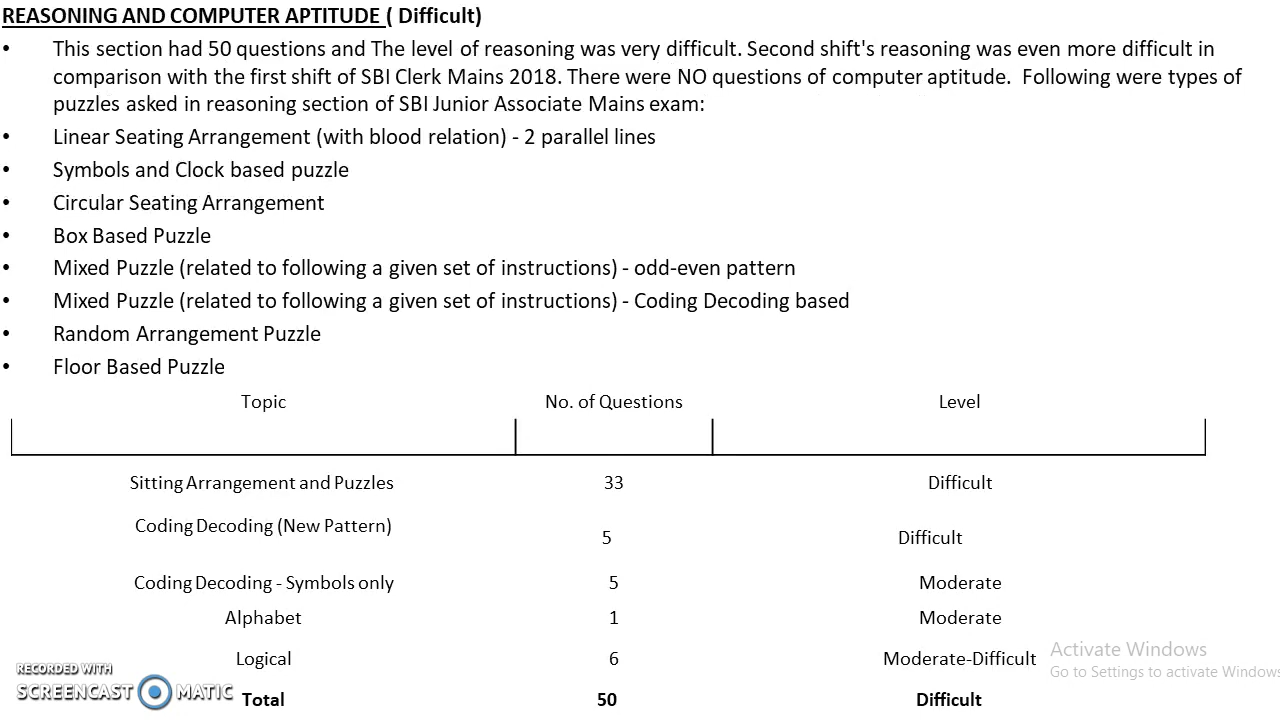 REASONING AND COMPUTER APTITUDE ( Difficult)
• This section had 50 questions and The level of reasoning was very difficult. Second shift's reasoning was even more difficult in
comparison with the first shift of SBI Clerk Mains 2018. There were NO questions of computer aptitude. Following were types of
puzzles asked in reasoning section of SBI Junior Associate Mains exam:
• Linear Seating Arrangement (with blood relation) - 2 parallel lines
• Symbols and Clock based puzzle
• Circular Seating Arrangement
• Box Based Puzzle
• Mixed Puzzle (related to following a given set of instructions) - odd-even pattern
• Mixed Puzzle (related to following a given set of instructions) - Coding Decoding based
• Random Arrangement Puzzle
• Floor Based Puzzle
Topic No. of Questions Level
Sitting Arrangement and Puzzles 33 Difficult
Coding Decoding (New Pattern) 5 Difficult
Coding Decoding - Symbols only 5 Moderate
Alphabet 1 Moderate
Logical 6 Moderate-Difficult
Total 50 Difficult
Activate Windows
Go to Settings to activate Windows
RECORDED WITH
SCREENCAST MATIC